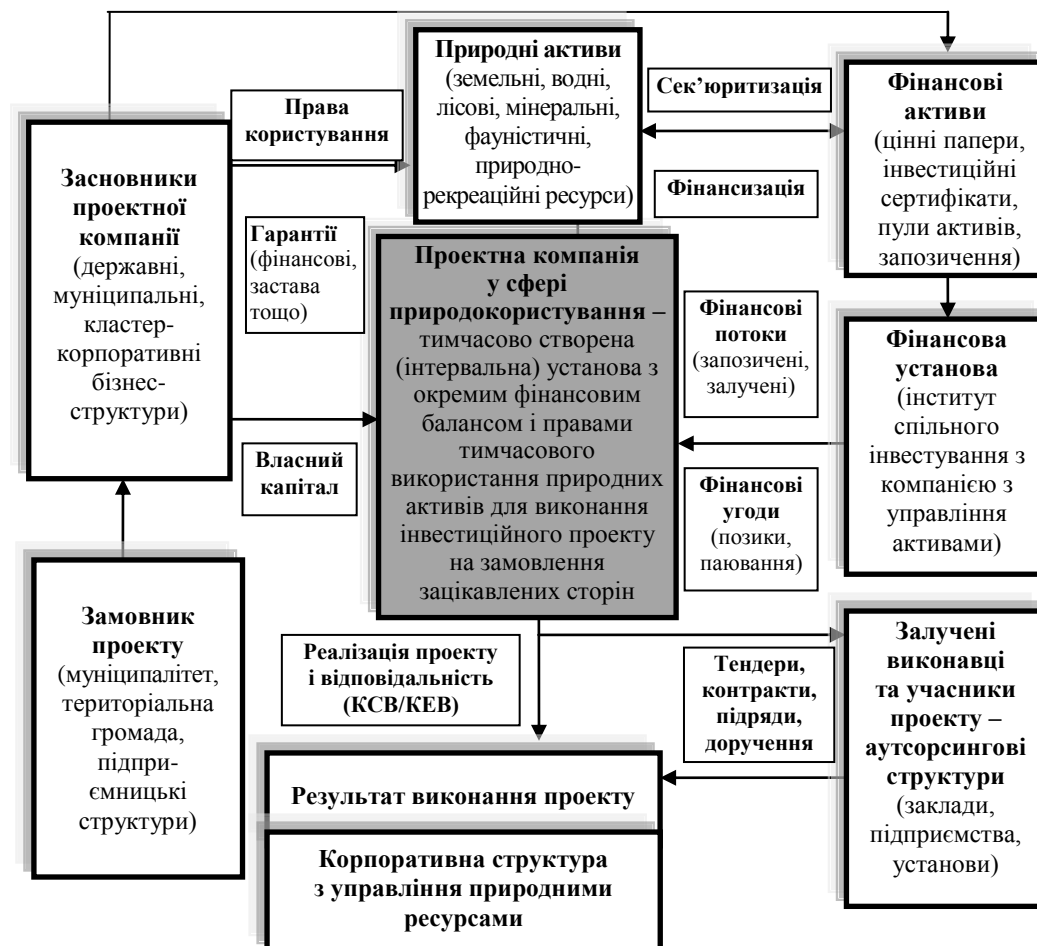 Природні активи
(земельні, водні,
лісові, мінеральні,
фауністичні,
природно-
рекреаційні ресурси)
Сек’юритизація
Фінансизація
Фінансові
активи
(цінні папери,
інвестиційні
сертифікати,
пули активів,
запозичення)
Права
користування
Засновники
проектної
компанії
(державні,
муніципальні,
кластер-
корпоративні
бізнес-
структури)
Гарантії
(фінансові,
застава
тощо)
Власний
капітал
Проектна компанія
у сфері
природокористування –
тимчасово створена
(інтервальна) установа з
окремим фінансовим
балансом і правами
тимчасового
використання природних
активів для виконання
інвестиційного проекту
на замовлення
зацікавлених сторін
Фінансові
потоки
(запозичені,
залучені)
Фінансові
угоди
(позики,
паювання)
Фінансова
установа
(інститут
спільного
інвестування з
компанією з
управління
активами)
Замовник
проекту
(муніципалітет,
територіальна
громада,
підпри-
ємницькі
структури)
Реалізація проекту
і відповідальність
(КСВ/КЕВ)
Тендери,
контракти,
підряди,
доручення
Залучені
виконавці
та учасники
проекту –
аутсорсингові
структури
(заклади,
підприємства,
установи)
Результат виконання проекту
Корпоративна структура
з управління природними
ресурсами